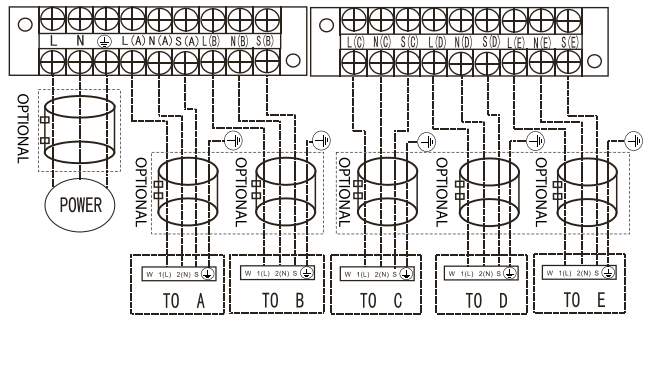 L N L(A) N(A) S(A) L(B) N(B) S(B)
L(C) N(C) S(C) L(D) N(D) S(D) L(E) N(E) S(E)
OPTIONAL
POWER
OPTIONAL
OPTIONAL
OPTIONAL
OPTIONAL
OPTIONAL
W 1(L) 2(N) S
TO A
W 1(L) 2(N) S
TO B
W 1(L) 2(N) S
TO C
W 1(L) 2(N) S
TO D
W 1(L) 2(N) S
TO E